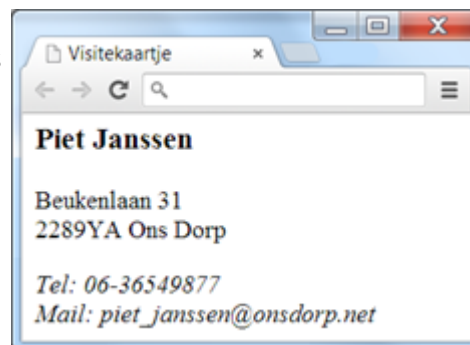 Visitekaartje
Piet Janssen
Beukenlaan 31
2289YA Ons Dorp
Tel: 06-36549877
Mail: piet_janssen@onsdorp.net